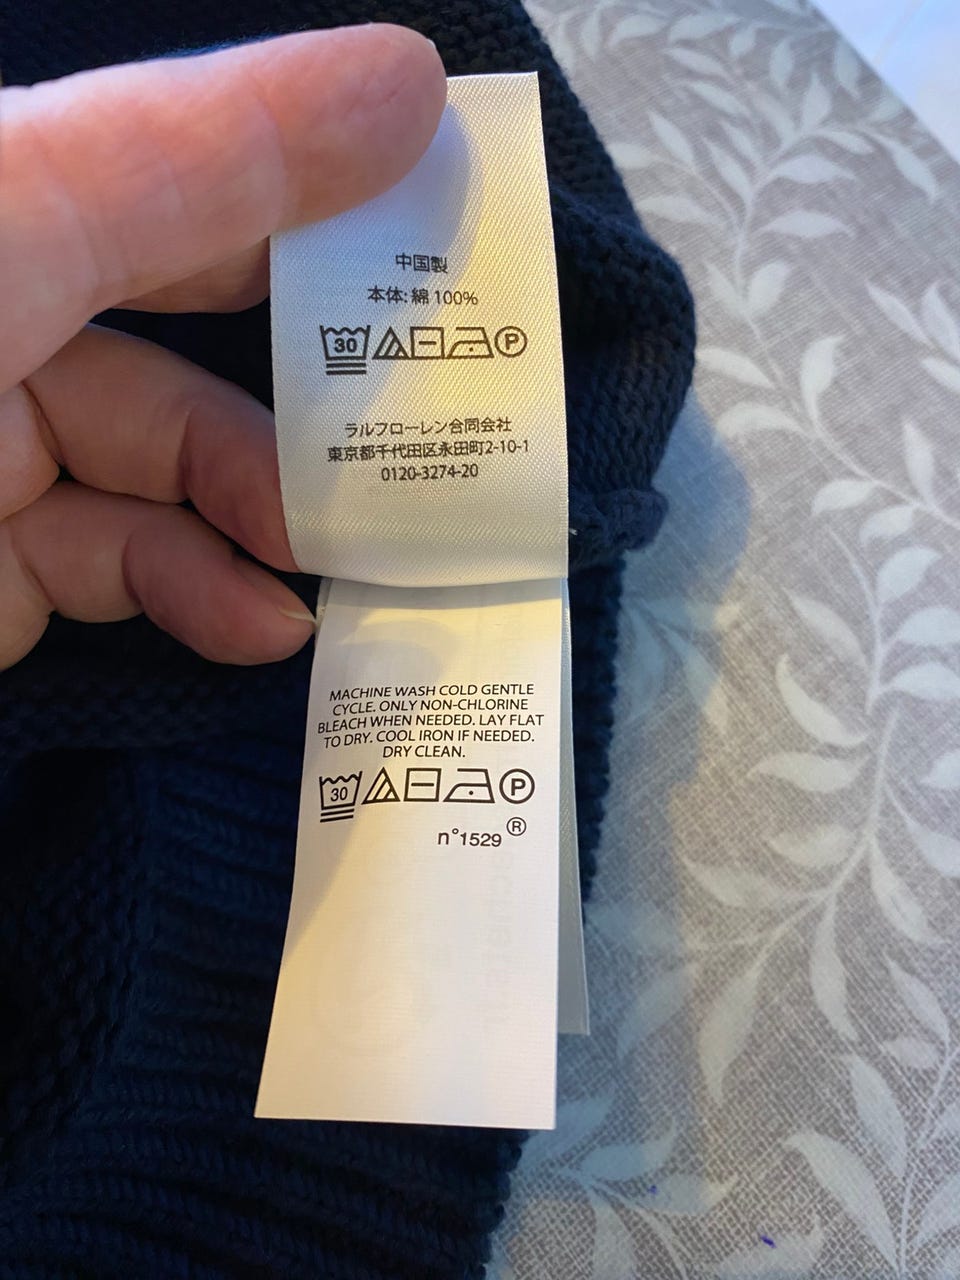 中国製
本体: 綿 100%
30 P
ラルフローレン合同会社
東京都千代田区永田町2-10-1
0120-3274-20
MACHINE WASH COLD GENTLE
CYCLE. ONLY NON-CHLORINE
BLEACH WHEN NEEDED. LAY FLAT
TO DRY. COOL IRON IF NEEDED.
DRY CLEAN.
30 P
n°1529 ®